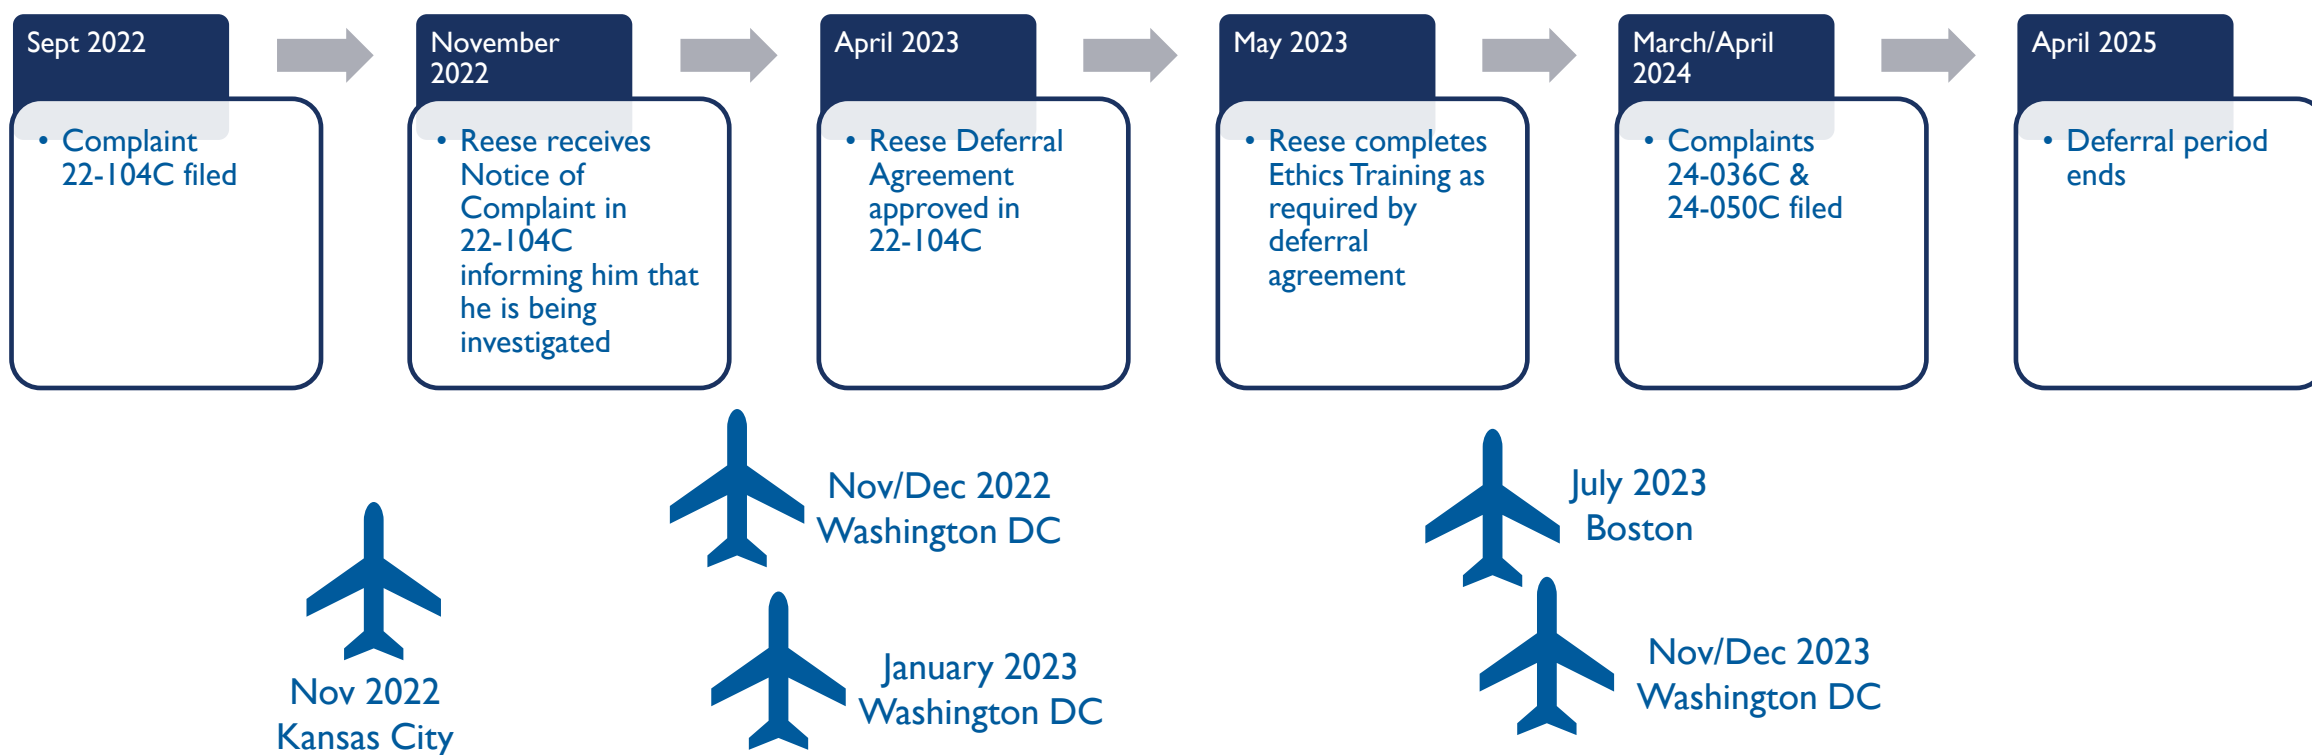 Sept 2022
• Complaint
22-104C filed
November
2022
• Reese receives
Notice of
Complaint in
22-104C
informing him that
he is being
investigated
April 2023
• Reese Deferral
Agreement
approved in
22-104C
May 2023
• Reese completes
Ethics Training as
required by
deferral
agreement
March/April
2024
• Complaints
24-036C &
24-050C filed
April 2025
• Deferral period
ends
Nov 2022
Kansas City
Nov/Dec 2022
Washington DC
January 2023
Washington DC
July 2023
Boston
Nov/Dec 2023
Washington DC